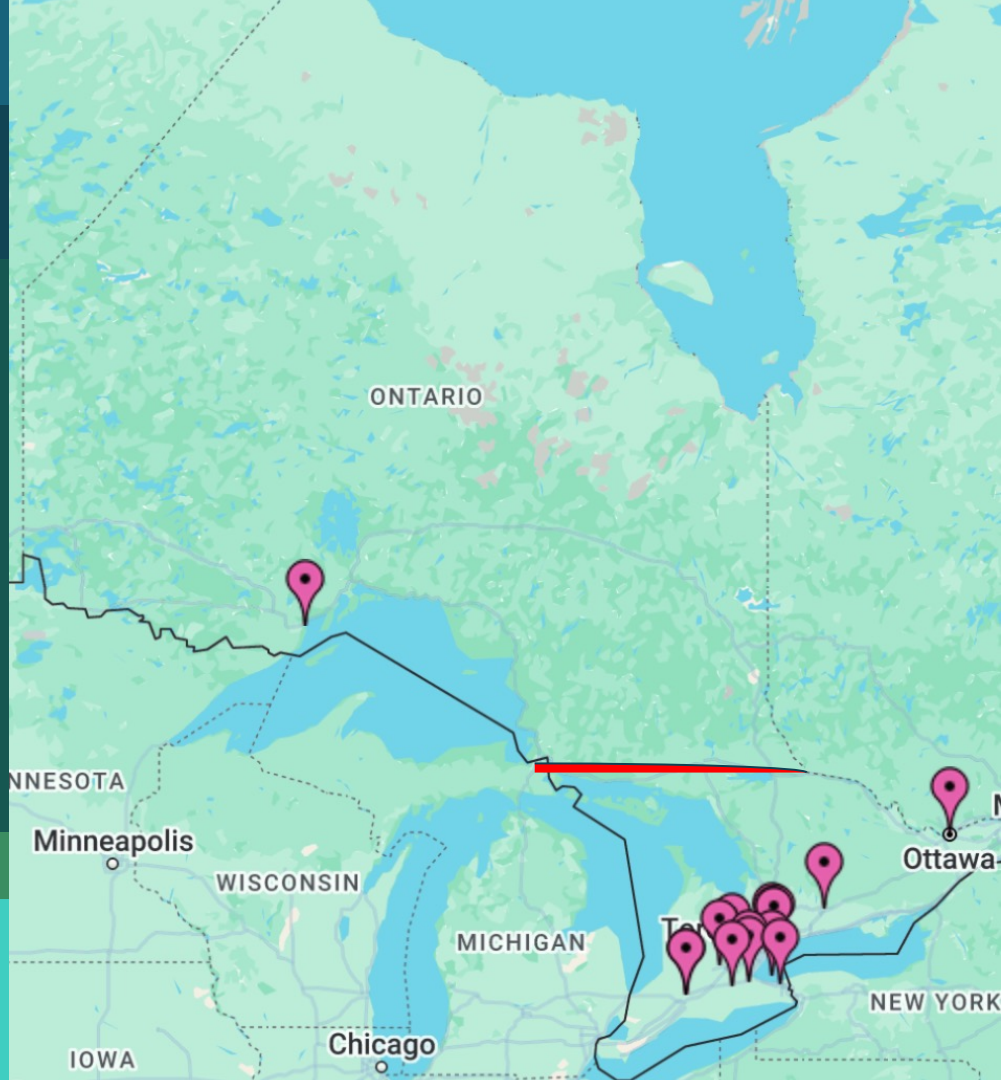 ONTARIO
NNESOTA
Minneapolis
WISCONSIN
Ottawa
MICHIGAN
NEW YORK
Chicago
IOWA